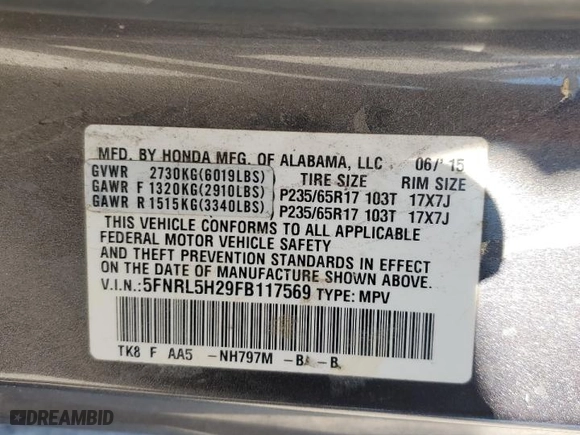 MFD. BY HONDA MFG. OF ALABAMA, LLC 06/'15
GVWR 2730KG(6019LBS) TIRE SIZE RIM SIZE
GAWR F 1320KG(2910LBS) P235/65R17 103T 17X7J
GAWR R 1515KG(3340LBS) P235/65R17 103T 17X7J
THIS VEHICLE CONFORMS TO ALL APPLICABLE
FEDERAL MOTOR VEHICLE SAFETY
AND THEFT PREVENTION STANDARDS IN EFFECT
ON THE DATE OF MANUFACTURE SHOWN ABOVE.
V.I.N.:5FNRL5H29FB117569 TYPE: MPV
TK8 F AA5 -NH797M -BA -B
DREAMBID